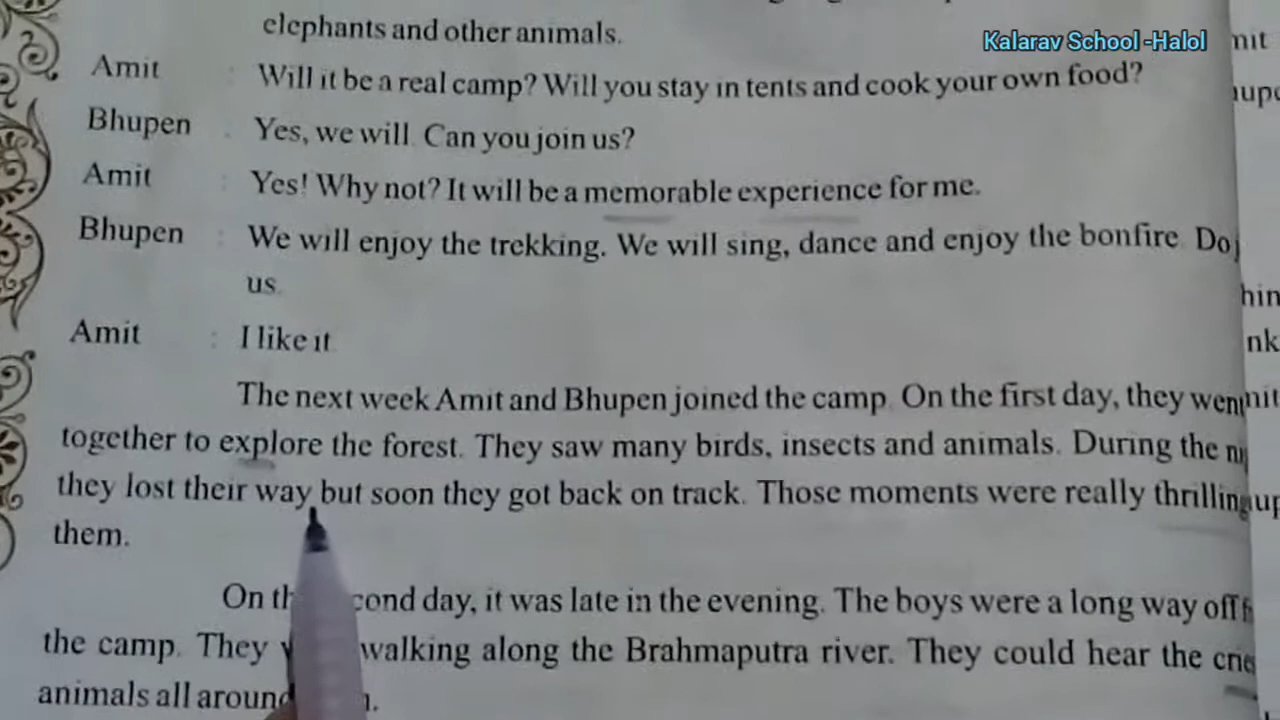 elephants and other animals.
Kalarav School -Halol
Amit : Will it be a real camp? Will you stay in tents and cook your own food?
Bhupen : Yes, we will. Can you join us?
Amit : Yes! Why not? It will be a memorable experience for me.
Bhupen : We will enjoy the trekking. We will sing, dance and enjoy the bonfire. Do
us.
Amit : I like it.
The next week Amit and Bhupen joined the camp. On the first day, they went
together to explore the forest. They saw many birds, insects and animals. During the
they lost their way but soon they got back on track. Those moments were really thrilling
them.
On second day, it was late in the evening. The boys were a long way off
the camp. They walking along the Brahmaputra river. They could hear the
animals all around